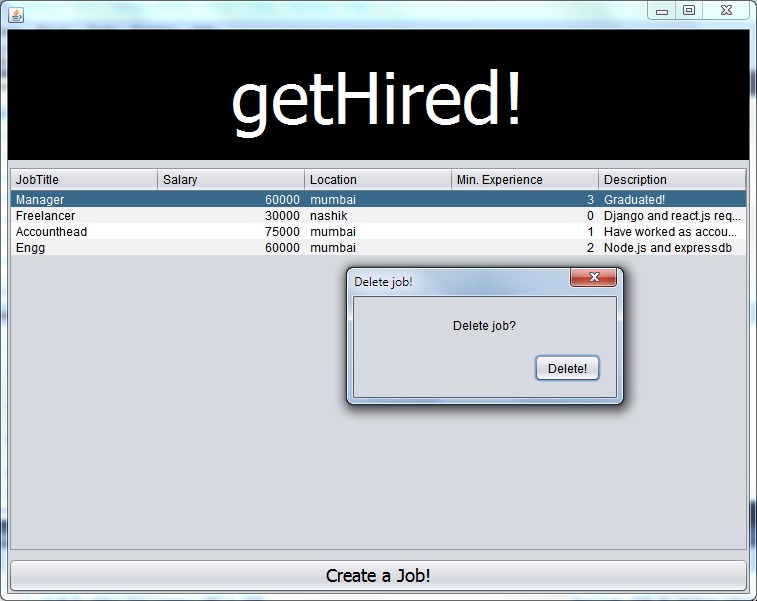 getHired!
JobTitle Salary Location Min. Experience Description
Manager 60000 mumbai 3 Graduated!
Freelancer 30000 nashik 0 Django and react.js req...
Accounthead 75000 mumbai 1 Have worked as accou...
Engg 60000 mumbai 2 Node.js and expressdb
Delete job!
Delete job?
Delete!
Create a Job!